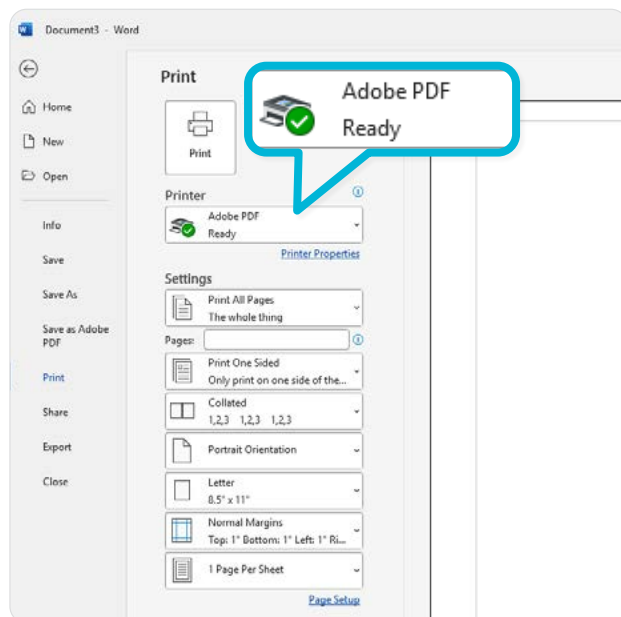 Document3 - Word
Home
New
Open
Info
Save
Save As
Save as Adobe
PDF
Print
Share
Export
Close
Print
Adobe PDF
Ready
Print
Printer
Adobe PDF
Ready
Printer Properties
Settings
Print All Pages
The whole thing
Pages:
Print One Sided
Only print on one side of the...
Collated
1,2,3 1,2,3 1,2,3
Portrait Orientation
Letter
8.5" x 11"
Normal Margins
Top: 1" Bottom: 1" Left: 1" Ri...
1 Page Per Sheet
Page Setup